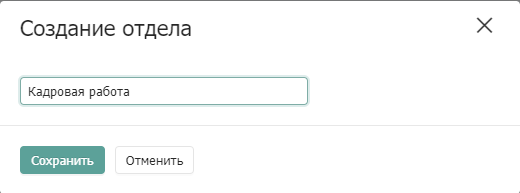 Создание отдела
Кадровая работа
Сохранить Отменить